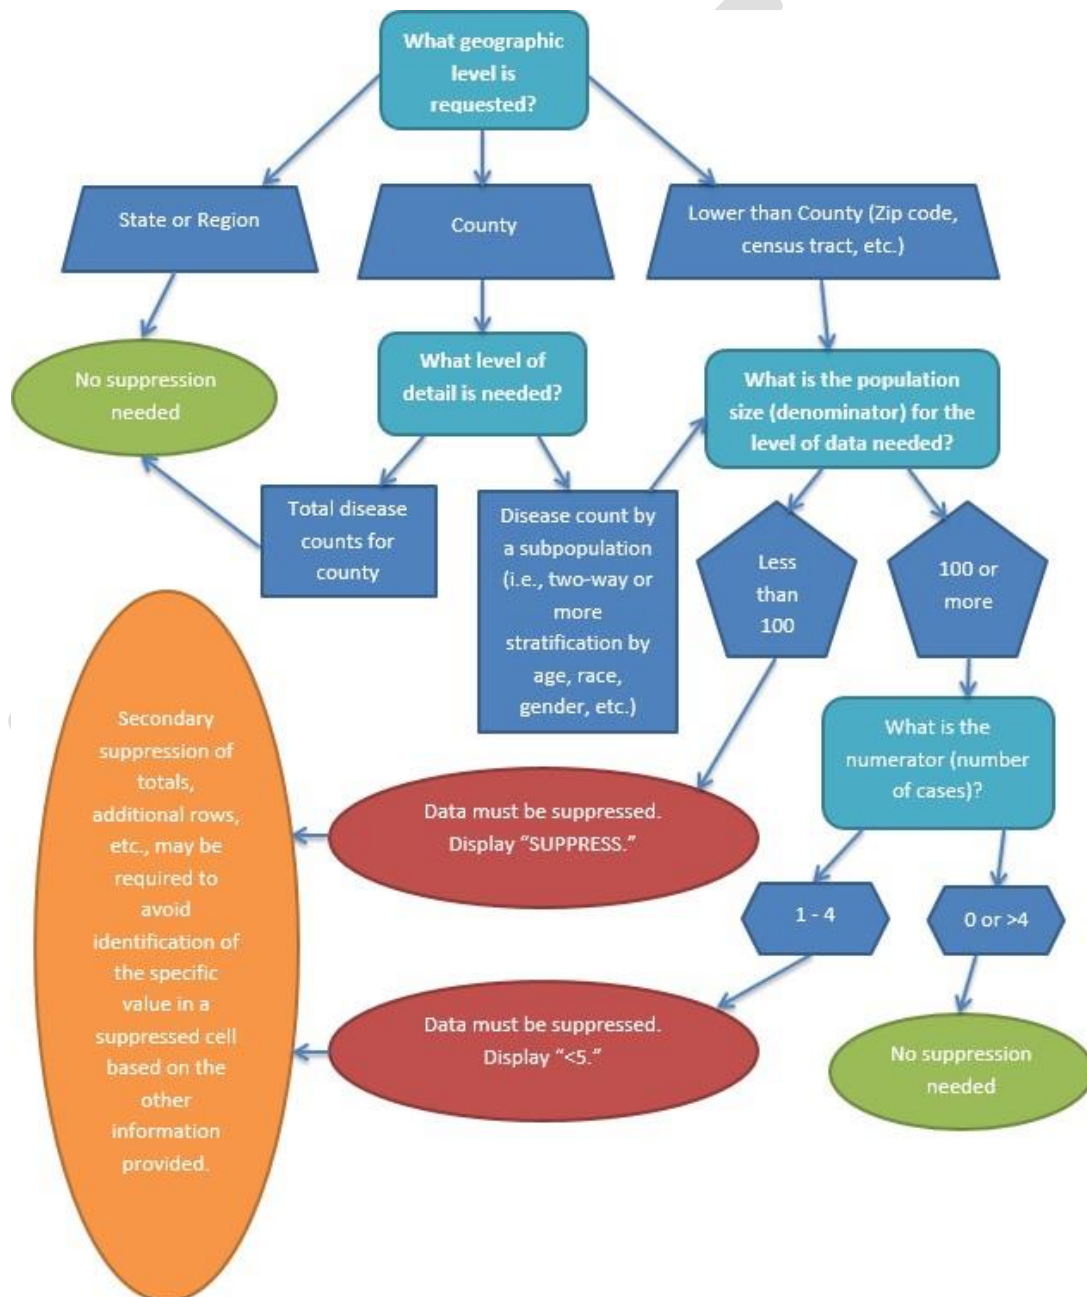 What geographic
level is
requested?
State or Region
County
Lower than County (Zip code,
census tract, etc.)
No suppression
needed
What level of
detail is needed?
What is the population
size (denominator) for the
level of data needed?
Total disease
counts for
county
Disease count by
a subpopulation
(i.e., two-way or
more
stratification by
age, race,
gender, etc.)
Less
than
100
100 or
more
What is the
numerator (number
of cases)?
Data must be suppressed.
Display “SUPPRESS.”
1 - 4
0 or >4
Data must be suppressed.
Display “<5.”
No suppression
needed
Secondary
suppression of
totals,
additional rows,
etc., may be
required to
avoid
identification of
the specific
value in a
suppressed cell
based on the
other
information
provided.